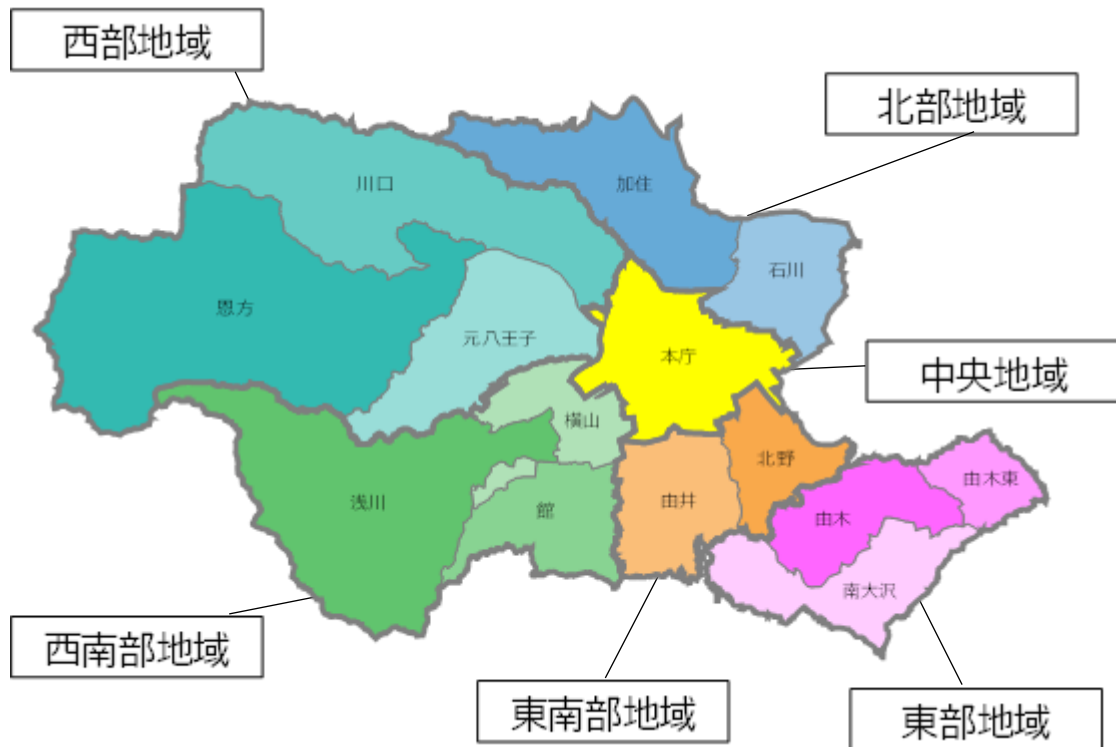 西部地域
北部地域
川口
加住
石川
恩方
元八王子
本庁
中央地域
横山
北野
由木東
浅川
館
由井
由木
南大沢
西南部地域
東南部地域
東部地域